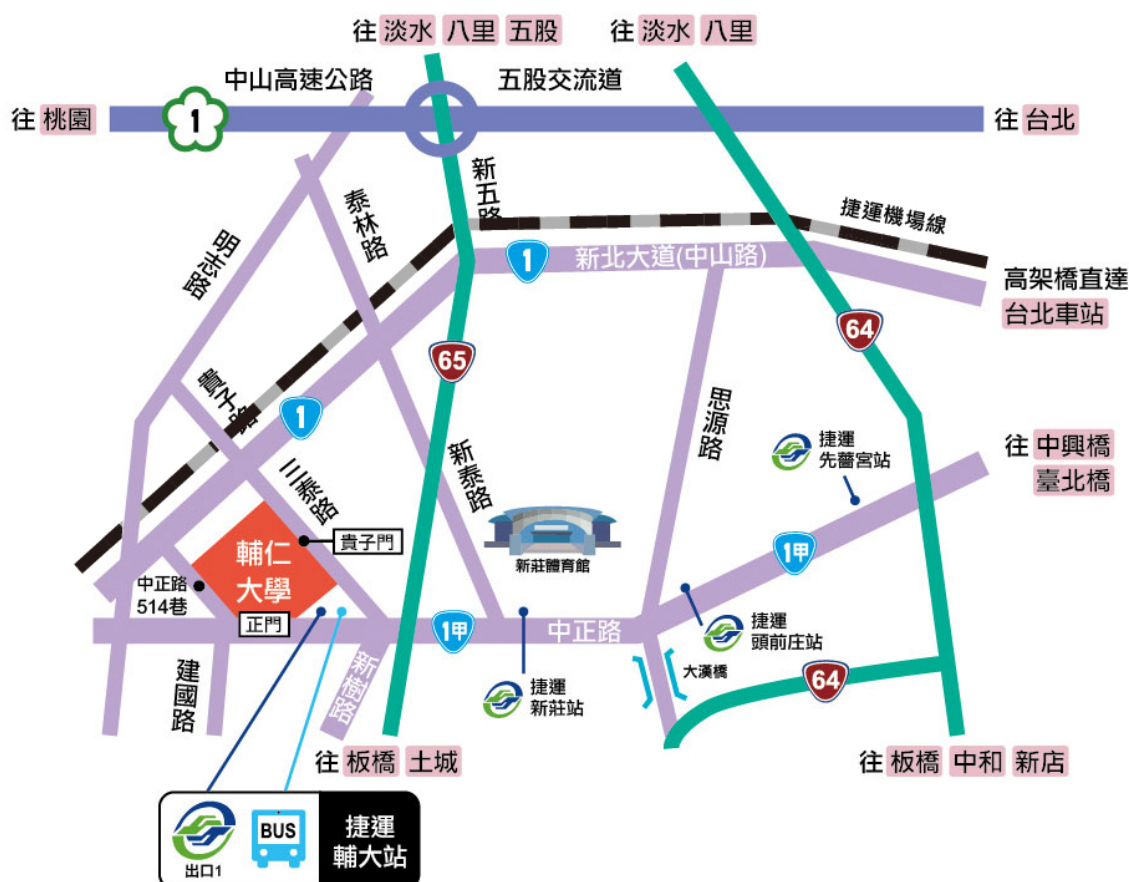 往 淡水 八里 五股
往 淡水 八里
中山高速公路
五股交流道
往 桃園
1
往 台北
新五路
泰林路
明志路
捷運機場線
1
新北大道(中山路)
高架橋直達
台北車站
65
64
貴子路
1
思源路
新泰路
捷運
先嗇宮站
往 中興橋
臺北橋
三泰路
貴子門
輔仁
大學
新莊體育館
1甲
中正路
514巷
正門
1甲
中正路
捷運
頭前庄站
建國路
新樹路
捷運
新莊站
大漢橋
64
往 板橋 土城
往 板橋 中和 新店
出口1
BUS
捷運
輔大站